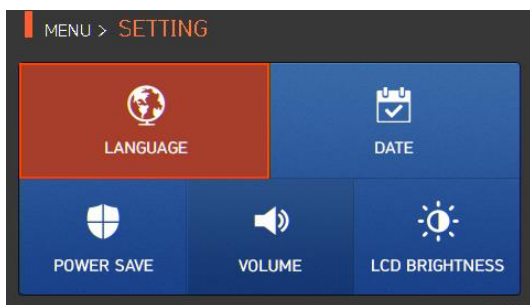 MENU > SETTING
LANGUAGE
DATE
POWER SAVE
VOLUME
LCD BRIGHTNESS